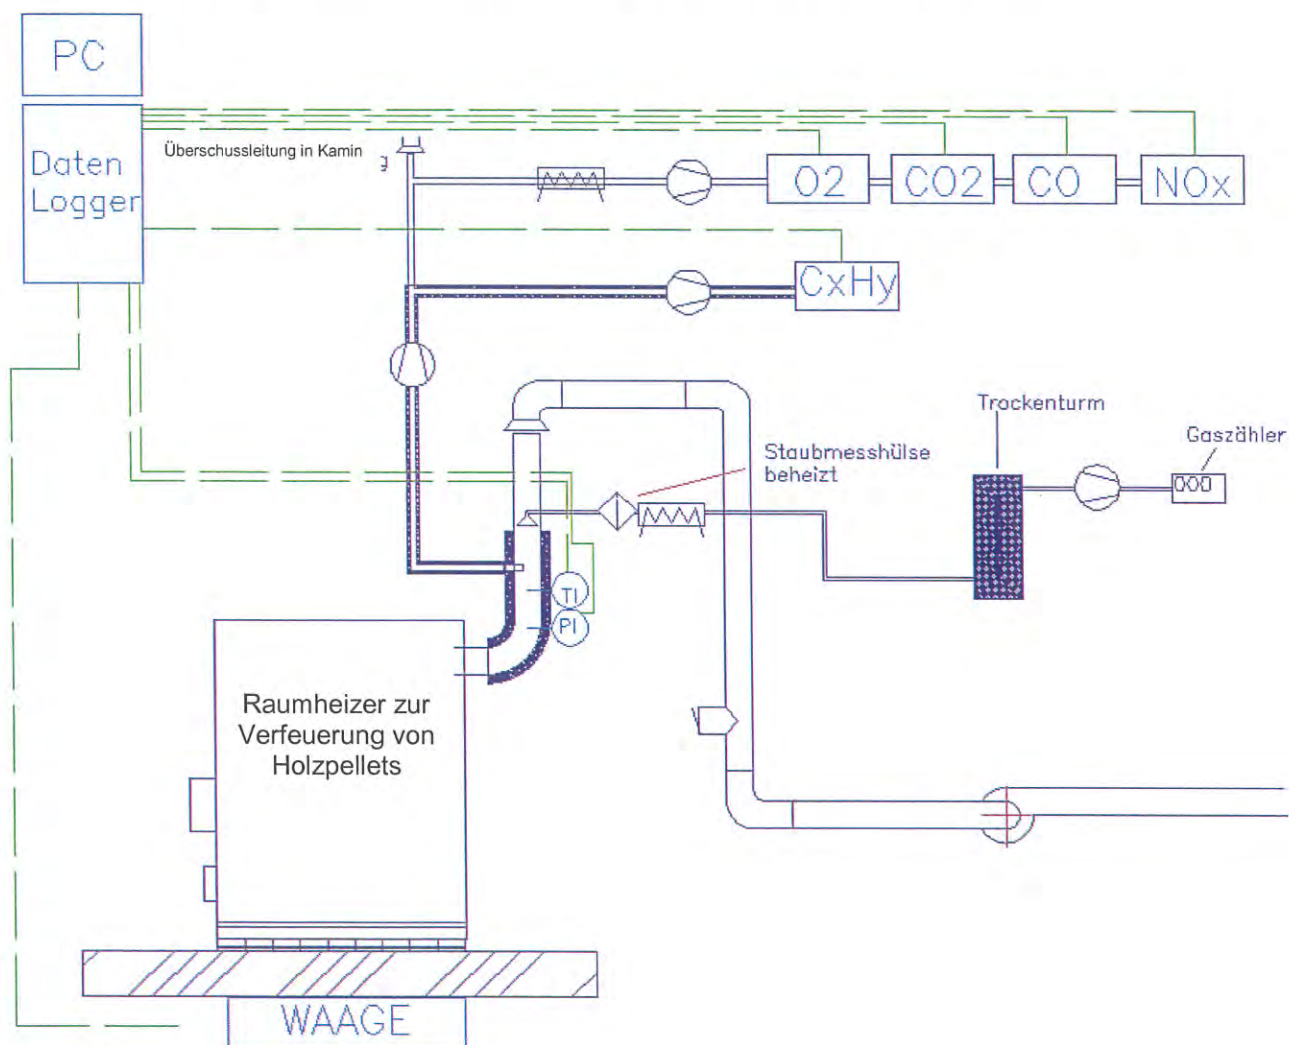 PC
Daten
Logger
Überschussleitung in Kamin
g
O2
CO2
CO
NOx
CxHy
Trockenturm
Gaszähler
000
Staubmesshülse
beheizt
TI
PI
Raumheizer zur
Verfeuerung von
Holzpellets
WAAGE